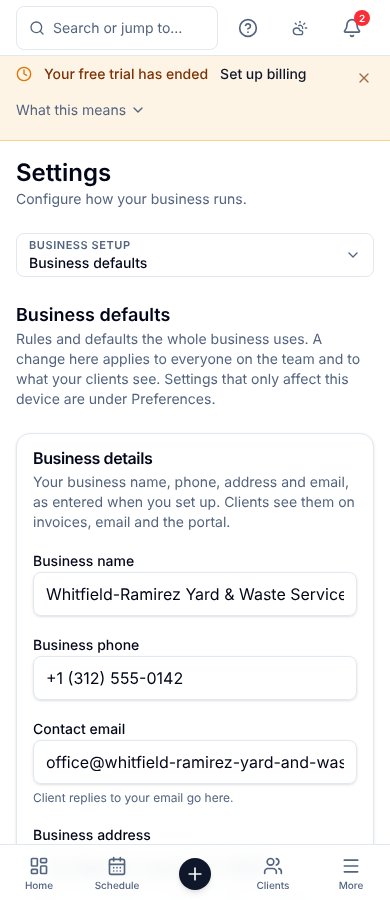 Search or jump to...
2
Your free trial has ended Set up billing
What this means
Settings
Configure how your business runs.
BUSINESS SETUP
Business defaults
Business defaults
Rules and defaults the whole business uses. A
change here applies to everyone on the team and to
what your clients see. Settings that only affect this
device are under Preferences.
Business details
Your business name, phone, address and email,
as entered when you set up. Clients see them on
invoices, email and the portal.
Business name
Whitfield-Ramirez Yard & Waste Service
Business phone
+1 (312) 555-0142
Contact email
office@whitfield-ramirez-yard-and-was
Client replies to your email go here.
Business address
Home
Schedule
Clients
More